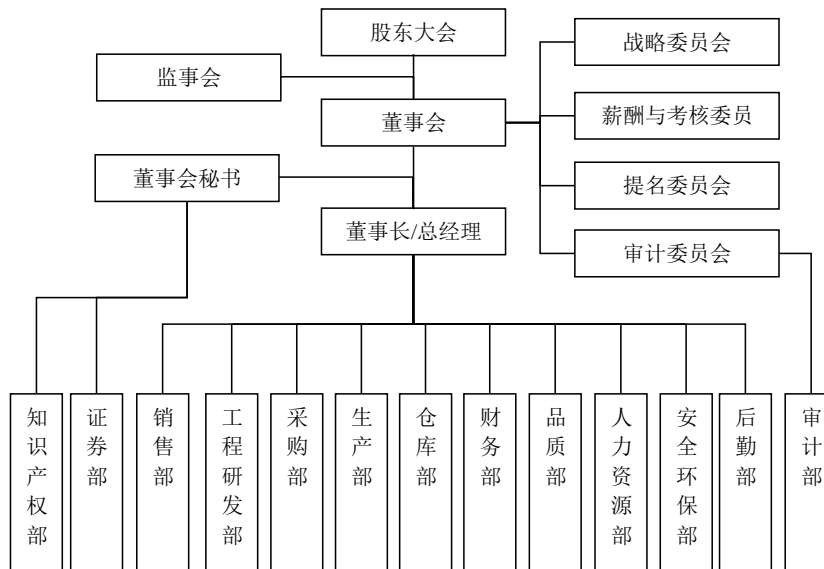 股东大会
战略委员会
监事会
薪酬与考核委员
董事会
董事会秘书
提名委员会
董事长/总经理
审计委员会
知识产权部
证券部
销售部
工程研发部
采购部
生产部
仓库部
财务部
品质部
人力资源部
安全环保部
后勤部
审计部